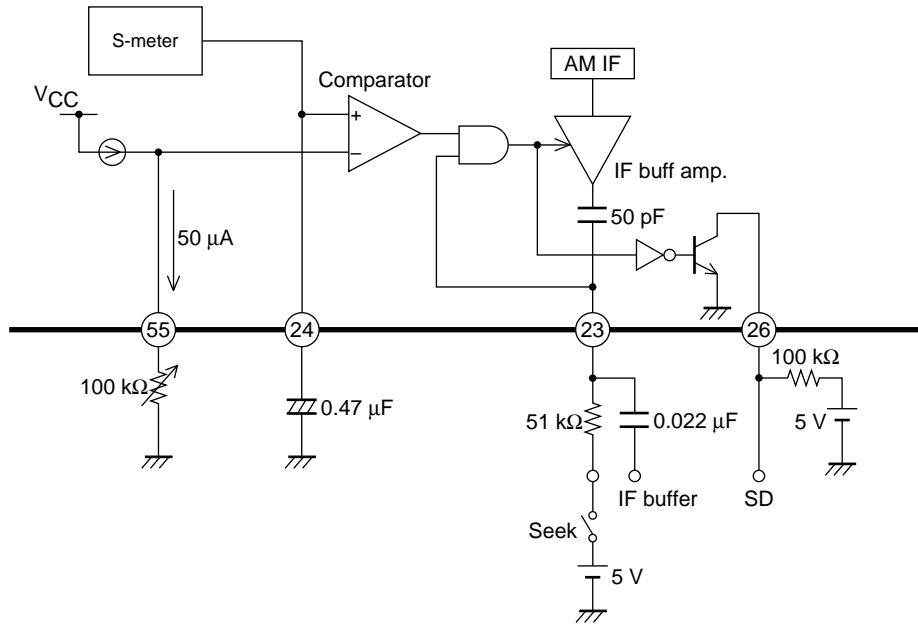 S-meter
AM IF
Comparator
VCC
+
–
IF buff amp.
50 pF
50 µA
55
24
23
26
100 kΩ
0.47 µF
51 kΩ
0.022 µF
100 kΩ
5 V
IF buffer
SD
Seek
5 V